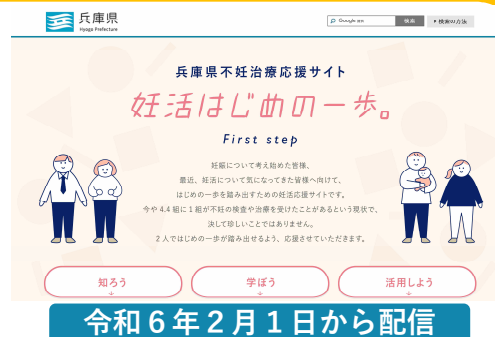 兵庫県
Hyogo Prefecture
Google 提供
検索
検索の方法
兵庫県不妊治療応援サイト
妊活はじめの一歩。
First step
妊娠について考え始めた皆様、
最近、妊活について気になってきた皆様へ向けて、
はじめの一歩を踏み出すための妊活応援サイトです。
今や4.4組に1組が不妊の検査や治療を受けたことがあるという現状で、
決して珍しいことではありません。
2人ではじめの一歩が踏み出せるよう、応援させていただきます。
知ろう
学ぼう
活用しよう
令和6年2月1日から配信